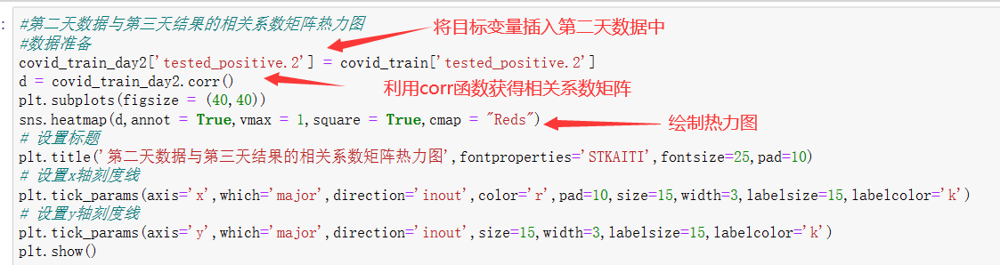 :
#第二天数据与第三天结果的相关系数矩阵热力图
#数据准备
将目标变量插入第二天数据中
covid_train_day2['tested_positive.2'] = covid_train['tested_positive.2']
d = covid_train_day2.corr()
利用corr函数获得相关系数矩阵
plt.subplots(figsize = (40,40))
sns.heatmap(d,annot = True,vmax = 1,square = True,cmap = "Reds")
绘制热力图
# 设置标题
plt.title('第二天数据与第三天结果的相关系数矩阵热力图',fontproperties='STKAITI',fontsize=25,pad=10)
# 设置x轴刻度线
plt.tick_params(axis='x',which='major',direction='inout',color='r',pad=10,size=15,width=3,labelsize=15,labelcolor='k')
# 设置y轴刻度线
plt.tick_params(axis='y',which='major',direction='inout',size=15,width=3,labelsize=15,labelcolor='k')
plt.show()